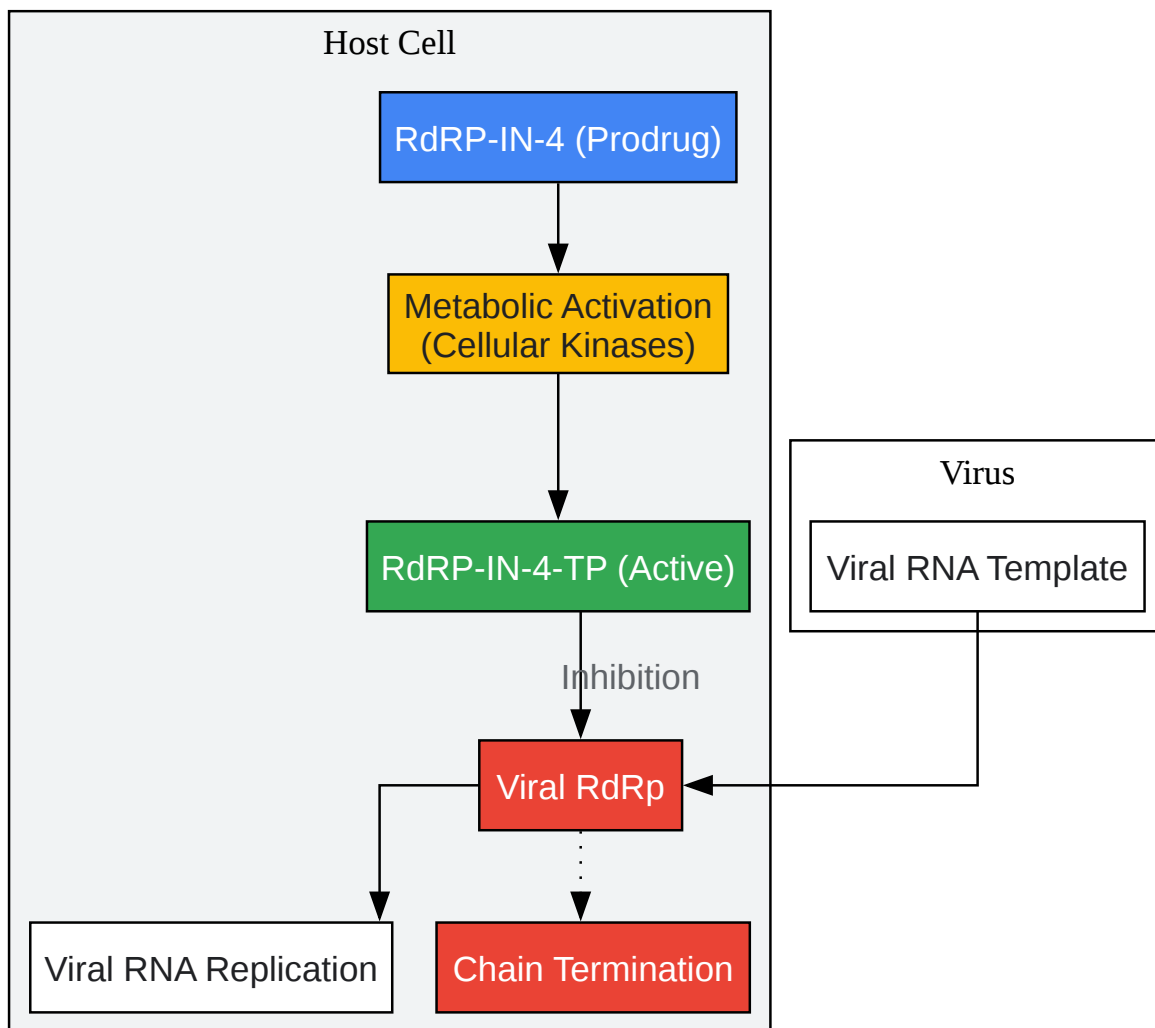 Host Cell
RdRP-IN-4 (Prodrug)
Metabolic Activation
(Cellular Kinases)
Virus
RdRP-IN-4-TP (Active)
Viral RNA Template
Inhibition
Viral RdRp
Viral RNA Replication
Chain Termination